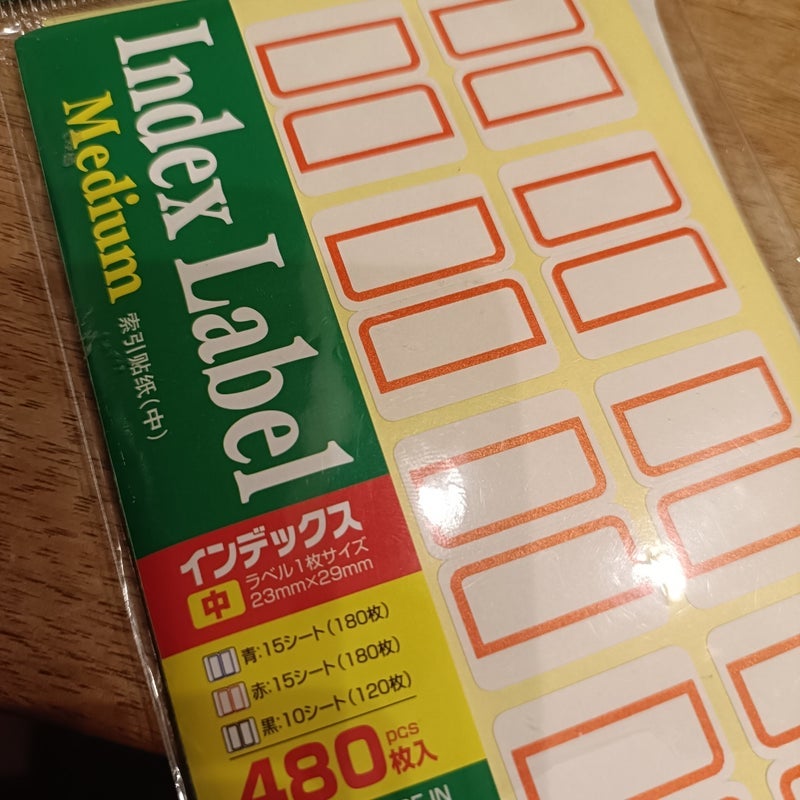 Index Label
Medium
索引贴纸(中)
インデックス
中
ラベル1枚サイズ
23mm×29mm
青:15シート(180枚)
赤:15シート(180枚)
黒:10シート(120枚)
480pcs
枚入
IN